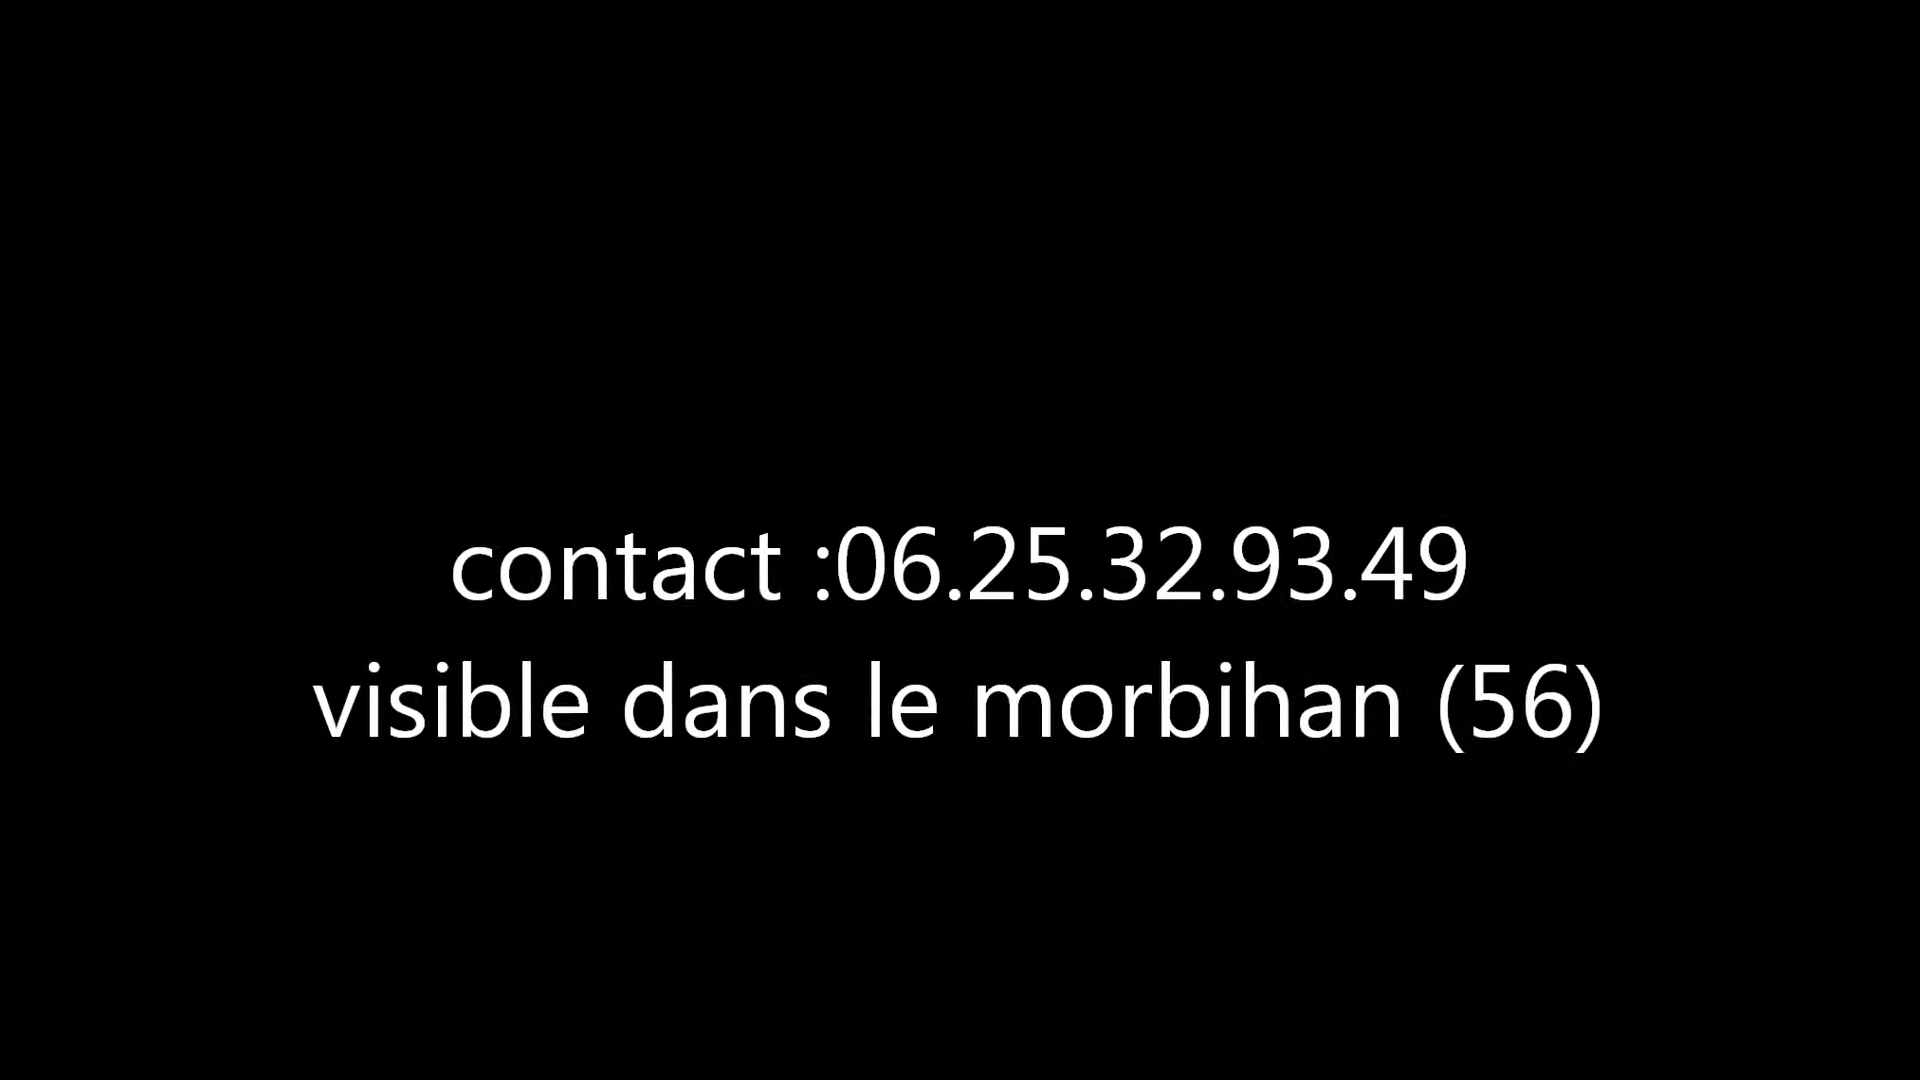 contact :06.25.32.93.49
visible dans le morbihan (56)